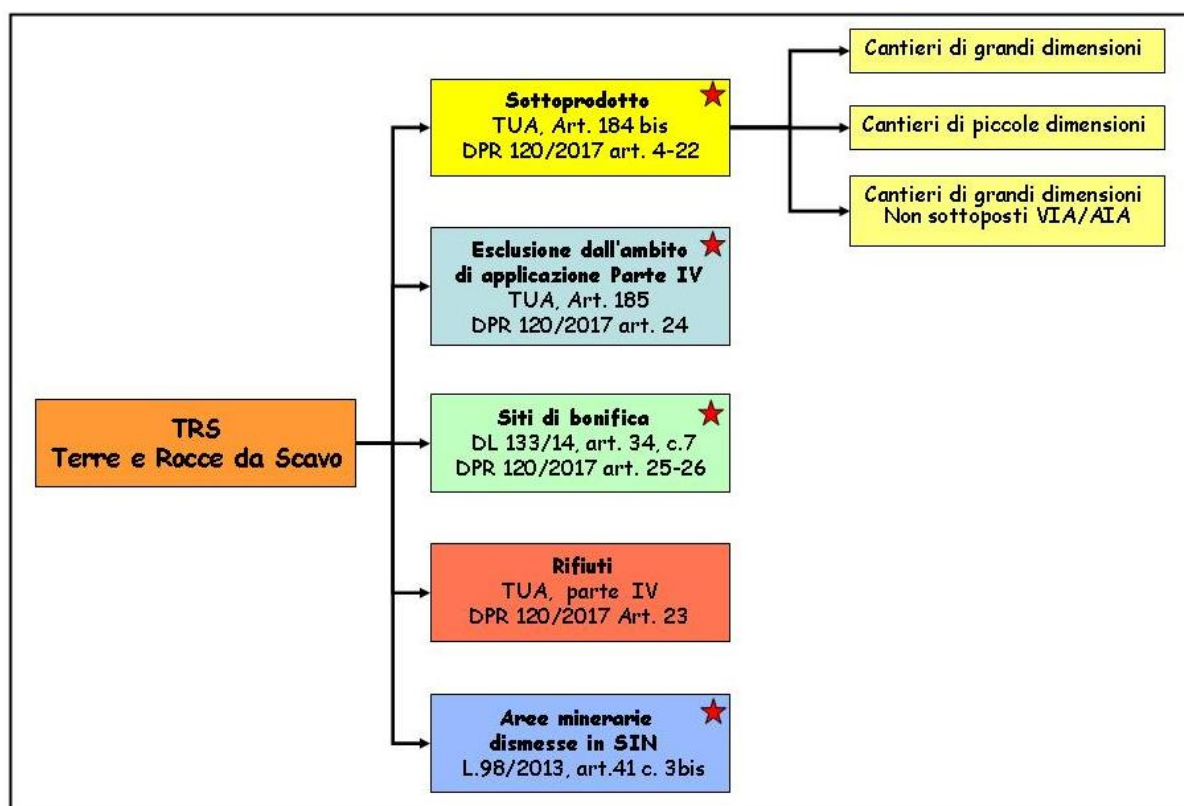 TRS
Terre e Rocce da Scavo
Sottoprodotto
TUA, Art. 184 bis
DPR 120/2017 art. 4-22
Cantieri di grandi dimensioni
Cantieri di piccole dimensioni
Cantieri di grandi dimensioni
Non sottoposti VIA/AIA
Esclusione dall'ambito
di applicazione Parte IV
TUA, Art. 185
DPR 120/2017 art. 24
Siti di bonifica
DL 133/14, art. 34, c.7
DPR 120/2017 art. 25-26
Rifiuti
TUA, parte IV
DPR 120/2017 Art. 23
Aree minerarie
dismesse in SIN
L.98/2013, art.41 c. 3bis